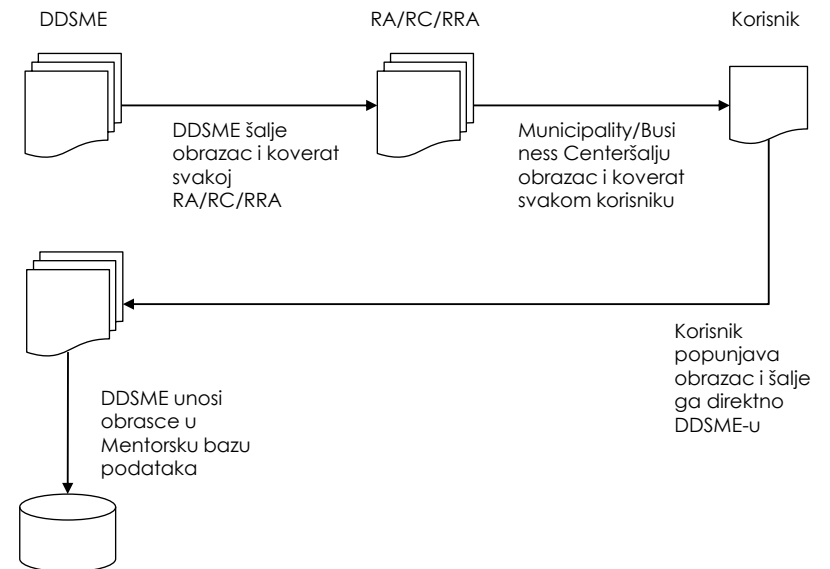 DDSME
RA/RC/RRA
Korisnik
DDSME šalje
obrazac i koverat
svakoj
RA/RC/RRA
Municipality/Busi
ness Centeršalju
obrazac i koverat
svakom korisniku
Korisnik
popunjava
obrazac i šalje
ga direktno
DDSME-u
DDSME unosi
obrasce u
Mentorsku bazu
podataka